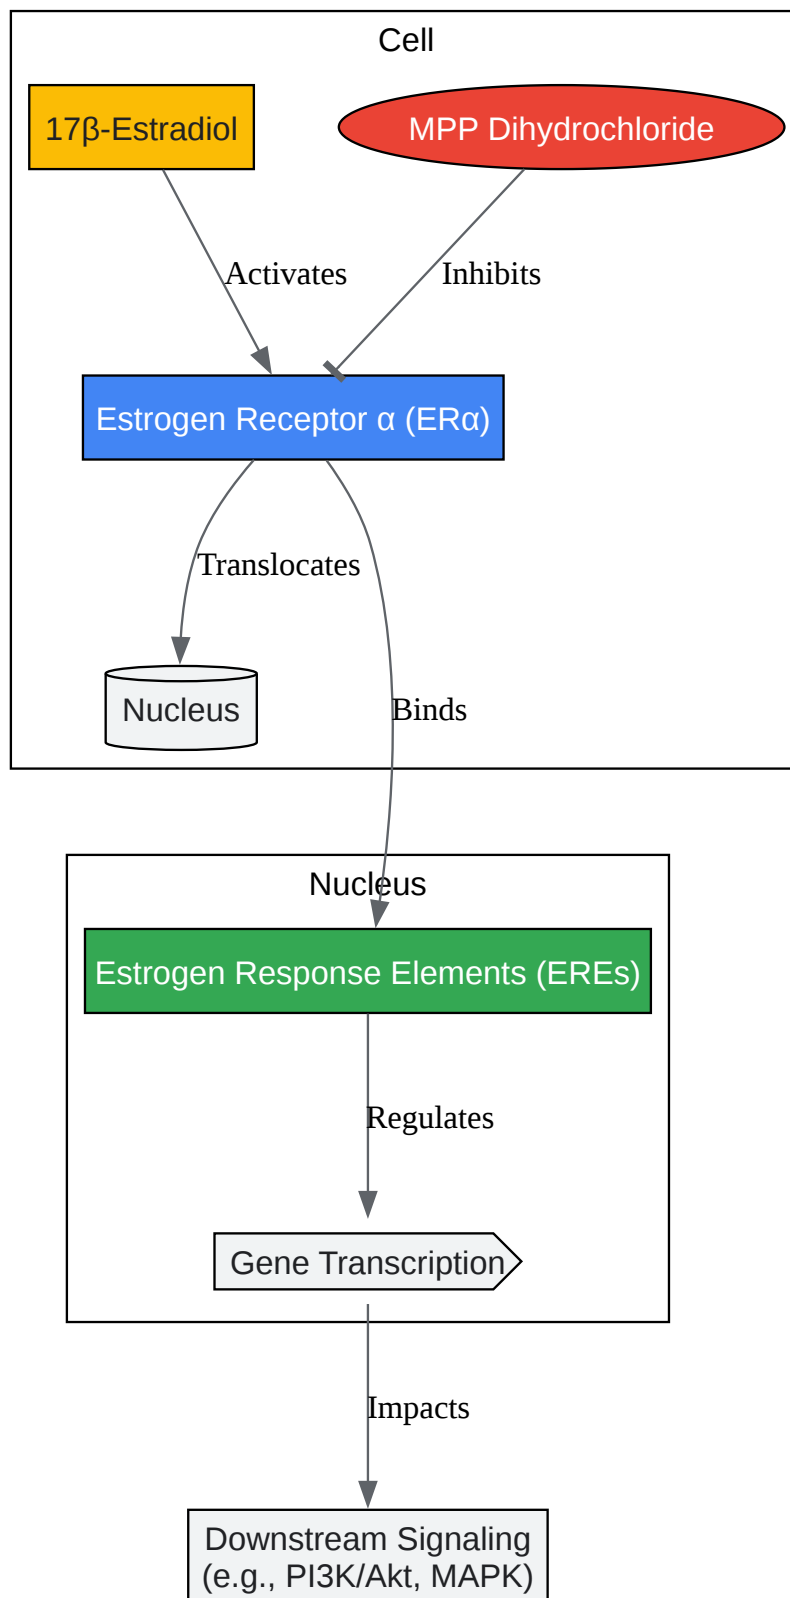 Cell
17β-Estradiol
MPP Dihydrochloride
Activates
Inhibits
Estrogen Receptor α (ERα)
Translocates
Nucleus
Binds
Nucleus
Estrogen Response Elements (EREs)
Regulates
Gene Transcription
Impacts
Downstream Signaling
(e.g., PI3K/Akt, MAPK)